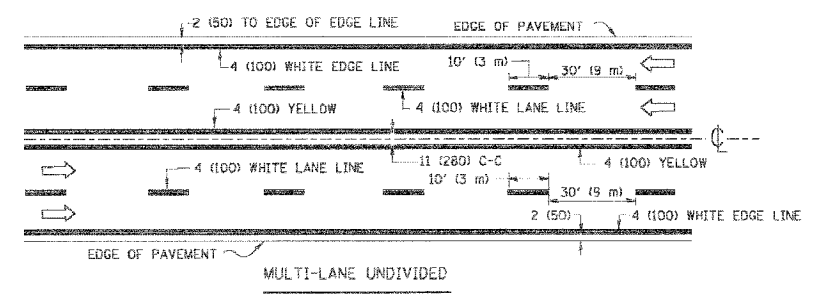 2 (50) TO EDGE OF EDGE LINE
EDGE OF PAVEMENT
4 (100) WHITE EDGE LINE
10' (3 m)
30' (9 m)
4 (100) YELLOW
4 (100) WHITE LANE LINE
℄
4 (100) WHITE LANE LINE
11 (280) C-C
4 (100) YELLOW
10' (3 m)
30' (9 m)
2 (50)
4 (100) WHITE EDGE LINE
EDGE OF PAVEMENT
MULTI-LANE UNDIVIDED